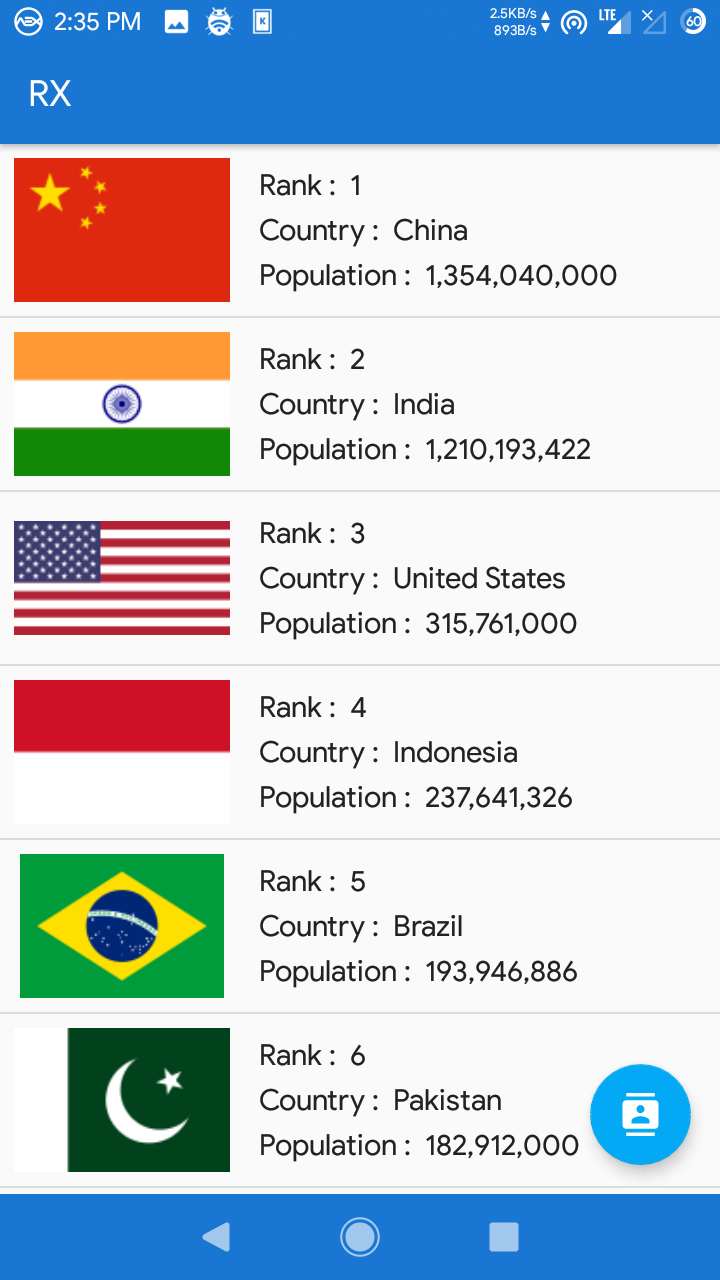 2:35 PM
2.5KB/s
893B/s
LTE
60
RX
Rank : 1
Country : China
Population : 1,354,040,000
Rank : 2
Country : India
Population : 1,210,193,422
Rank : 3
Country : United States
Population : 315,761,000
Rank : 4
Country : Indonesia
Population : 237,641,326
Rank : 5
Country : Brazil
Population : 193,946,886
Rank : 6
Country : Pakistan
Population : 182,912,000